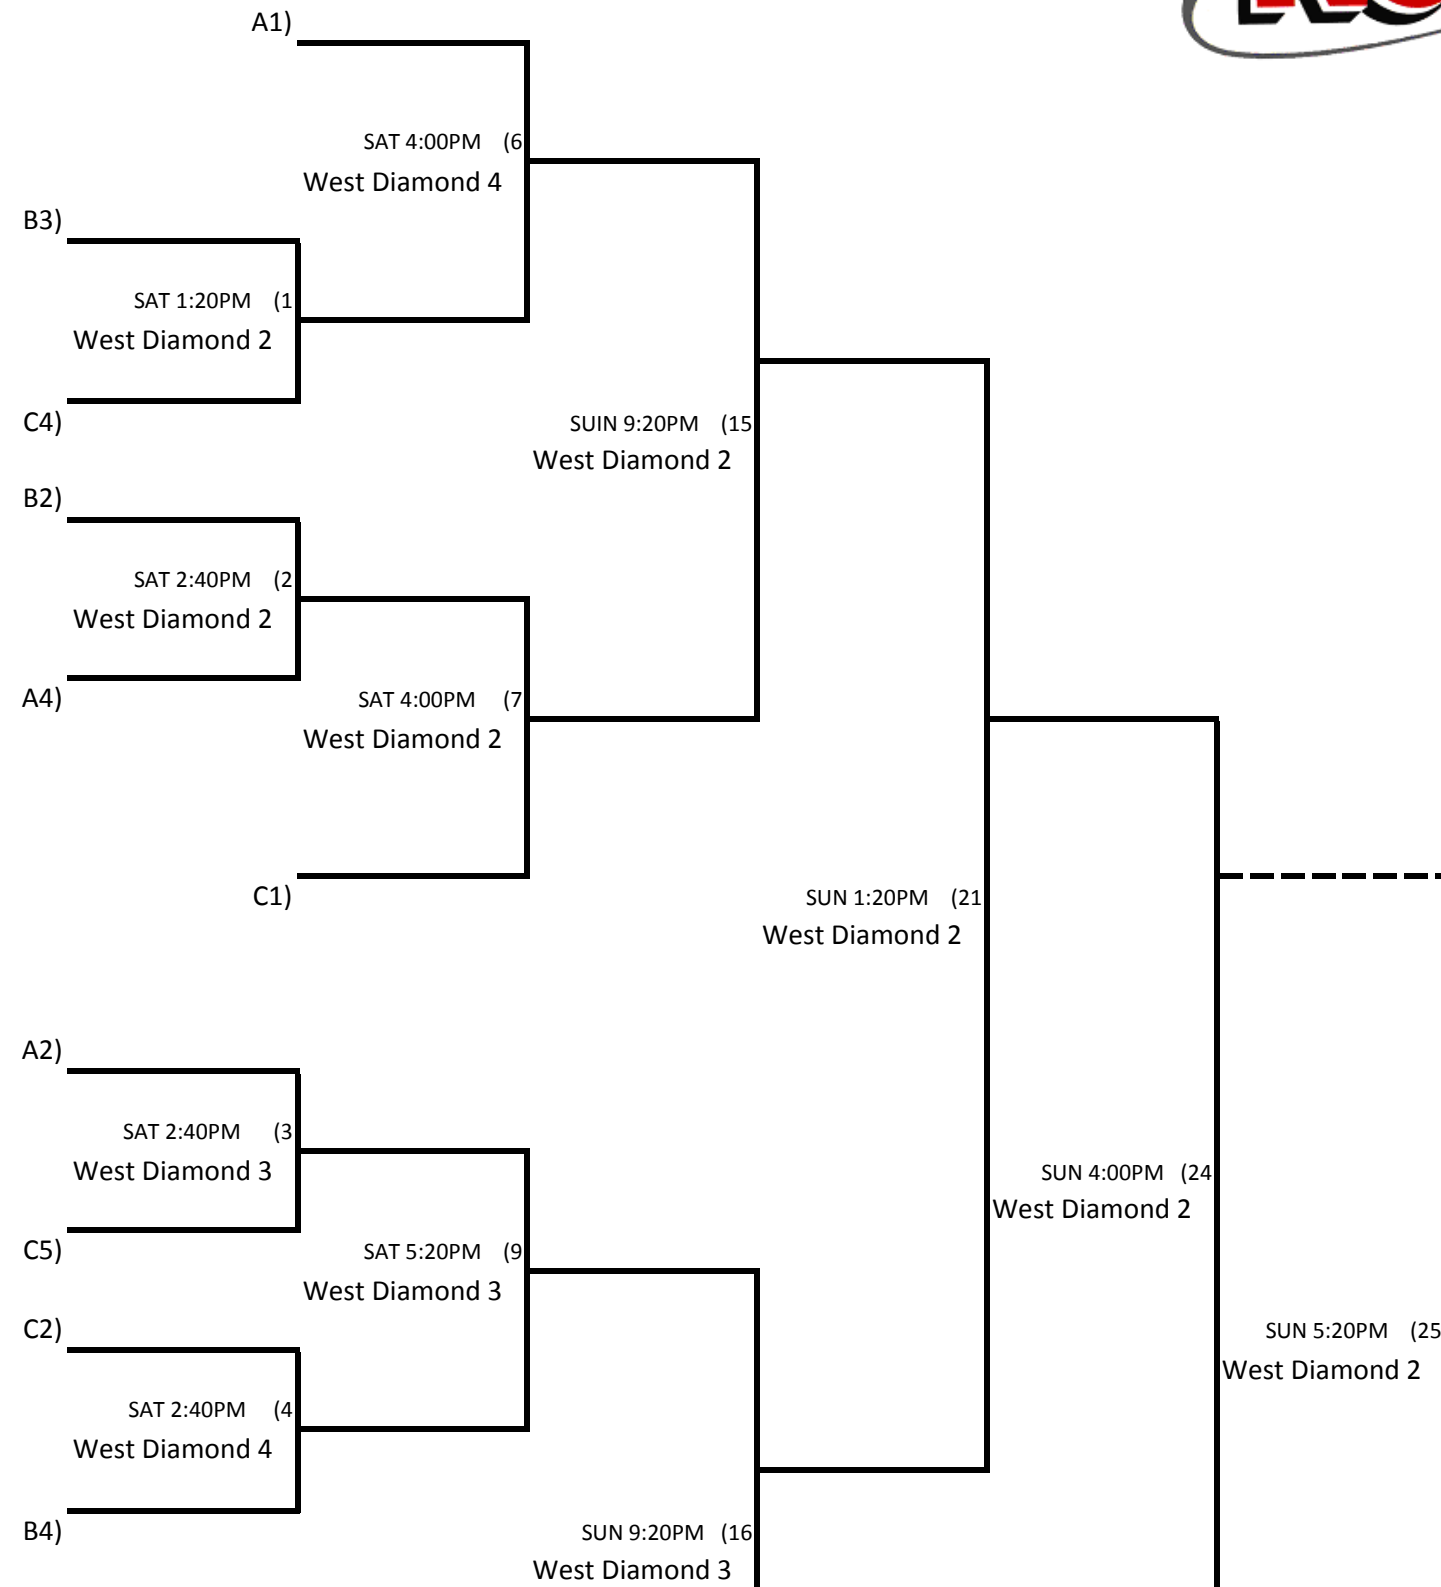 A1)
SAT 4:00PM (6
West Diamond 4
B3)
SAT 1:20PM (1
West Diamond 2
C4)
SUIN 9:20PM (15
West Diamond 2
B2)
SAT 2:40PM (2
West Diamond 2
A4)
SAT 4:00PM (7
West Diamond 2
C1)
SUN 1:20PM (21
West Diamond 2
A2)
SAT 2:40PM (3
West Diamond 3
C5)
SAT 5:20PM (9
West Diamond 3
SUN 4:00PM (24
West Diamond 2
C2)
SUN 5:20PM (25
West Diamond 2
SAT 2:40PM (4
West Diamond 4
B4)
SUN 9:20PM (16
West Diamond 3